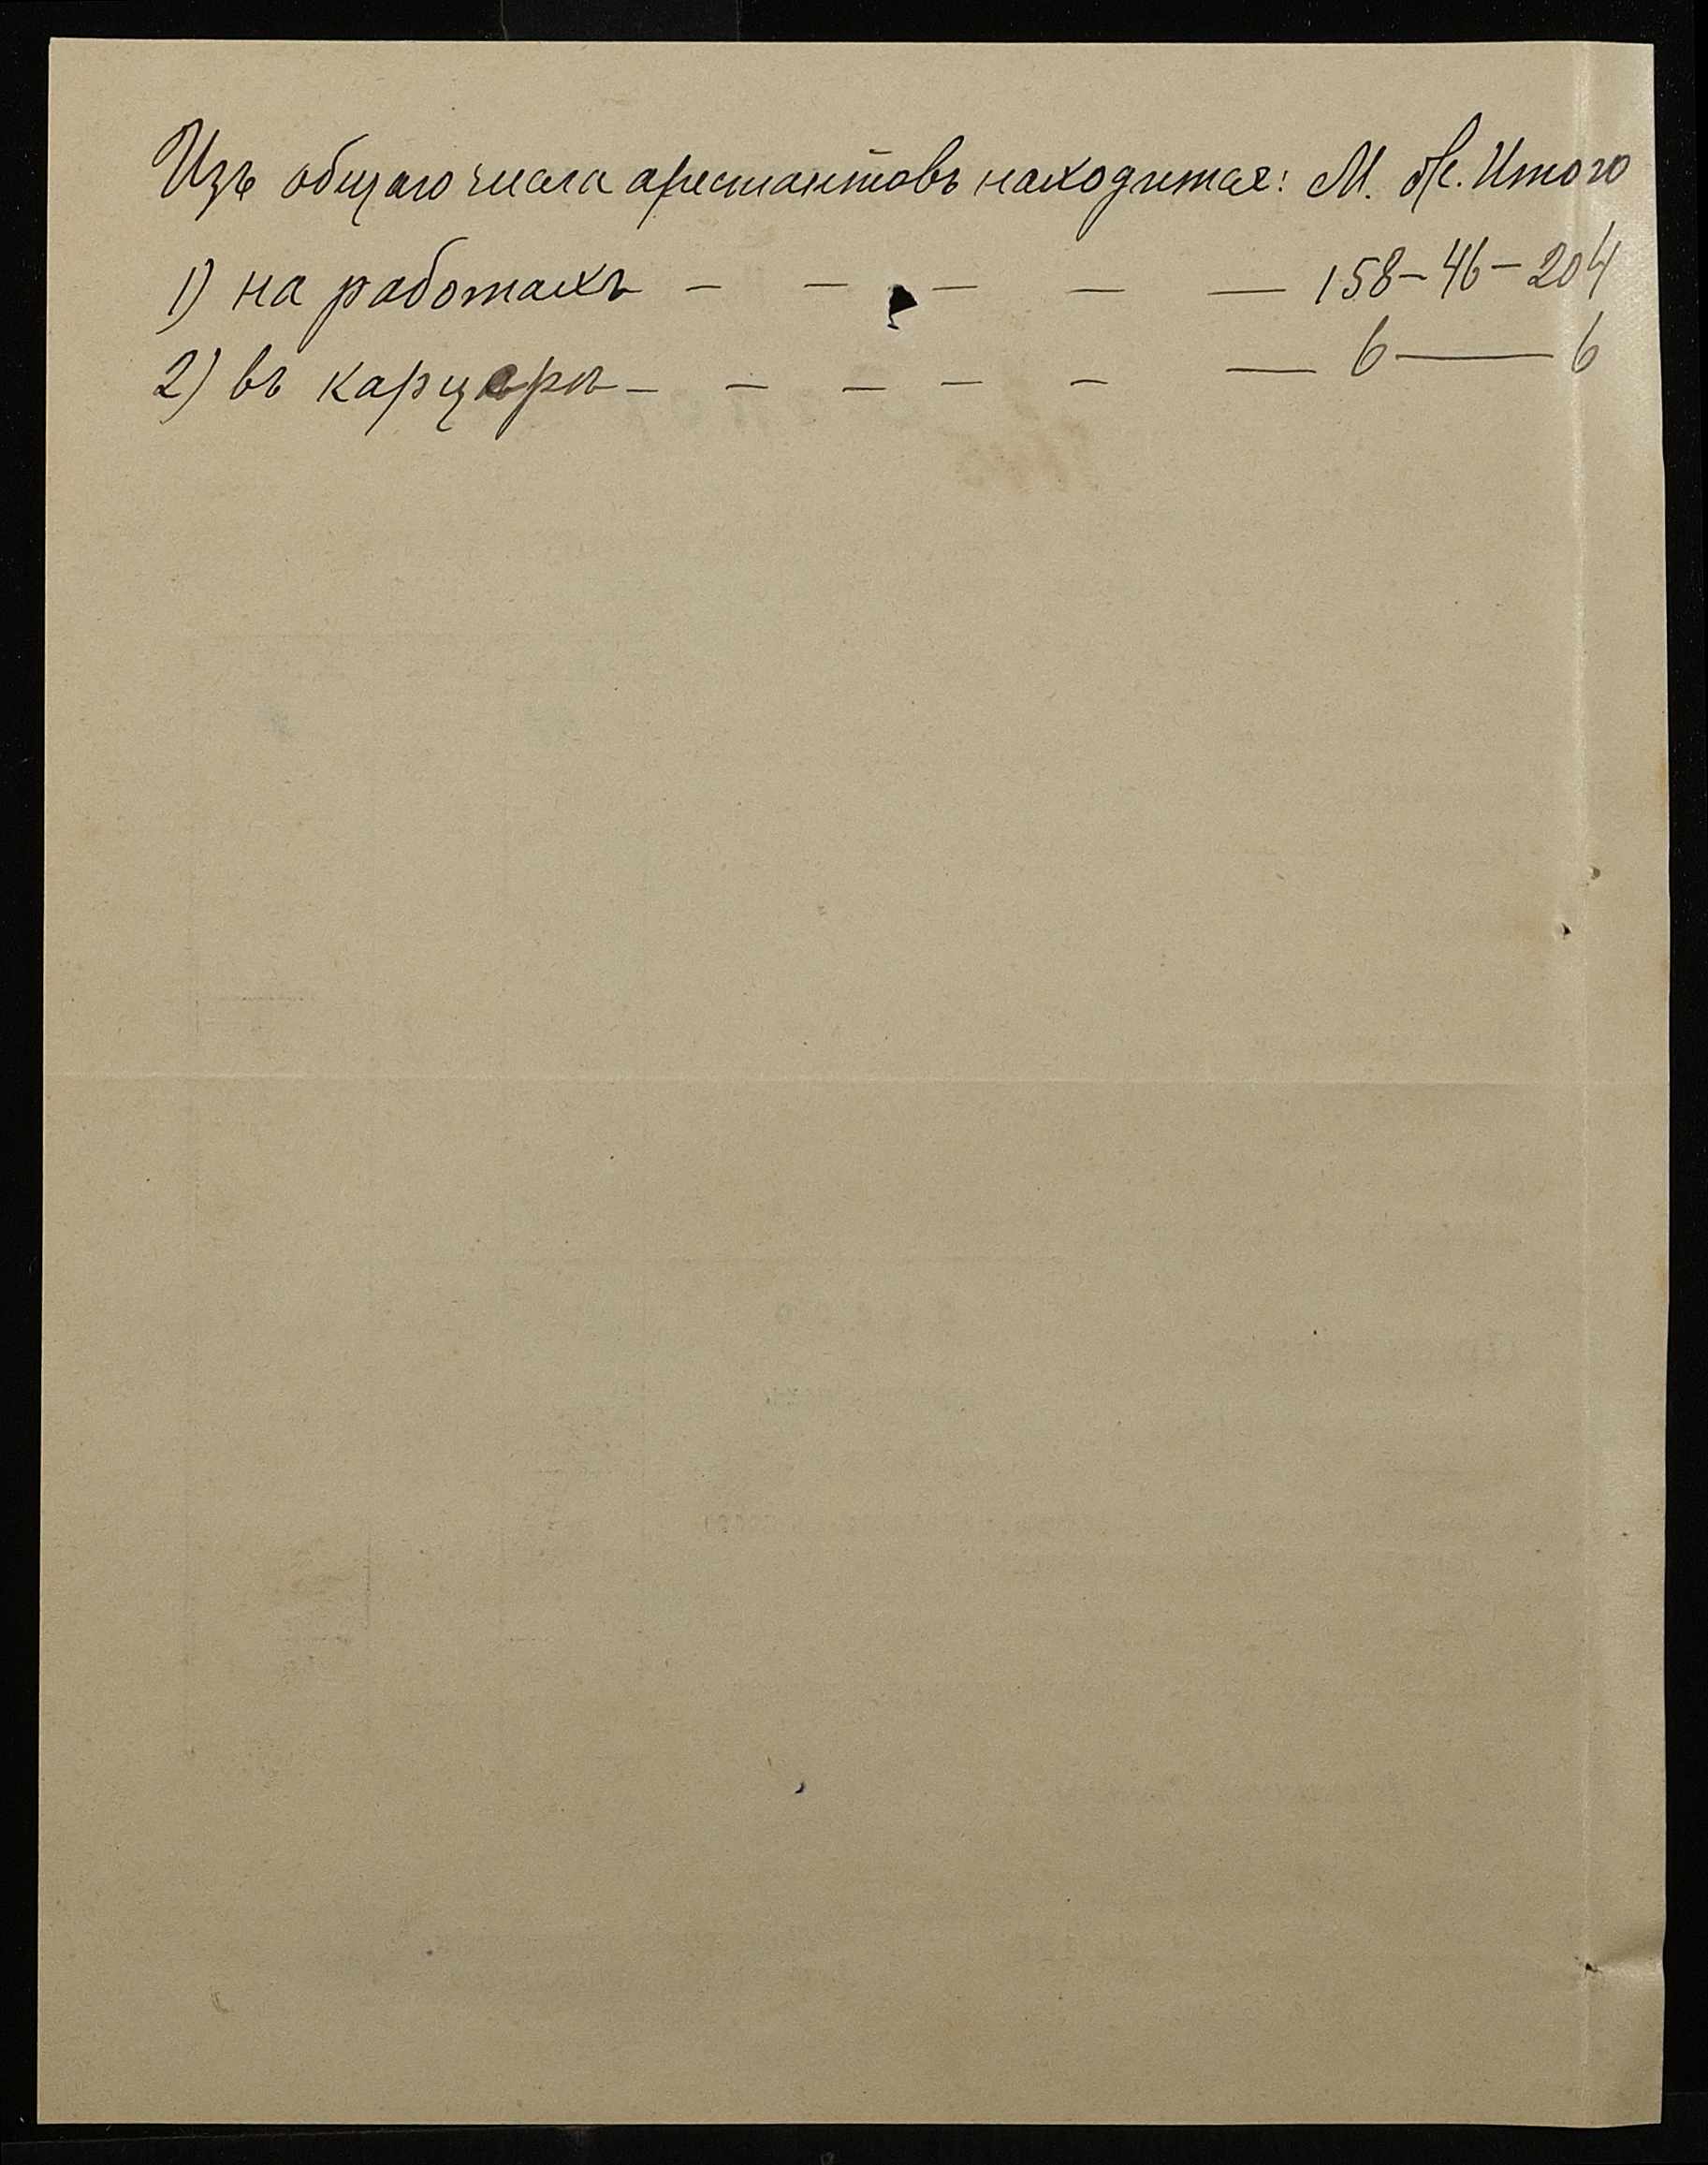 Изъ общаго числа арестантовъ находится: М. Ж. Итого
1) на работахъ — — — — — 158 – 46 – 204
2) въ карцерѣ — — — — — — 6 —— 6